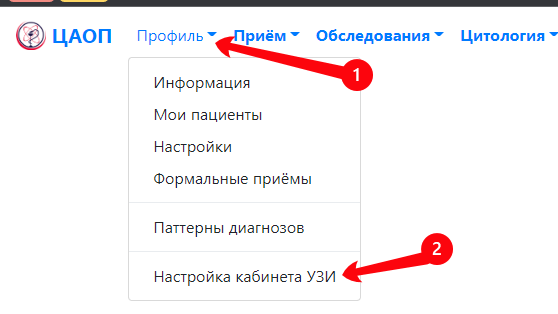 ЦАОП Профиль Приём Обследования Цитология
1
Информация
Мои пациенты
Настройки
Формальные приёмы
Паттерны диагнозов
2
Настройка кабинета УЗИ